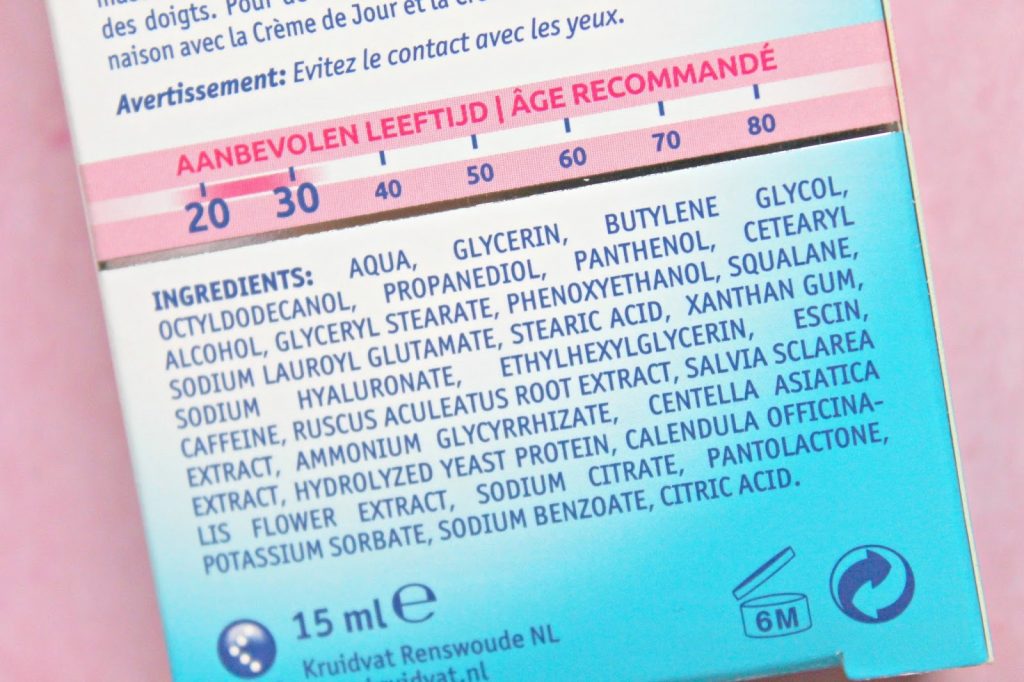 des doigts. Pour
naison avec la Crème de Jour et la
Avertissement: Evitez le contact avec les yeux.
AANBEVOLEN LEEFTIJD | ÂGE RECOMMANDÉ
20 30 40 50 60 70 80
INGREDIENTS: AQUA, GLYCERIN, BUTYLENE GLYCOL,
OCTYLDODECANOL, PROPANEDIOL, PANTHENOL, CETEARYL
ALCOHOL, GLYCERYL STEARATE, PHENOXYETHANOL, SQUALANE,
SODIUM LAUROYL GLUTAMATE, STEARIC ACID, XANTHAN GUM,
SODIUM HYALURONATE, ETHYLHEXYLGLYCERIN, ESCIN,
CAFFEINE, RUSCUS ACULEATUS ROOT EXTRACT, SALVIA SCLAREA
EXTRACT, AMMONIUM GLYCYRRHIZATE, CENTELLA ASIATICA
EXTRACT, HYDROLYZED YEAST PROTEIN, CALENDULA OFFICINA-
LIS FLOWER EXTRACT, SODIUM CITRATE, PANTOLACTONE,
POTASSIUM SORBATE, SODIUM BENZOATE, CITRIC ACID.
15 ml ℮
6M
Kruidvat Renswoude NL
kruidvat.nl